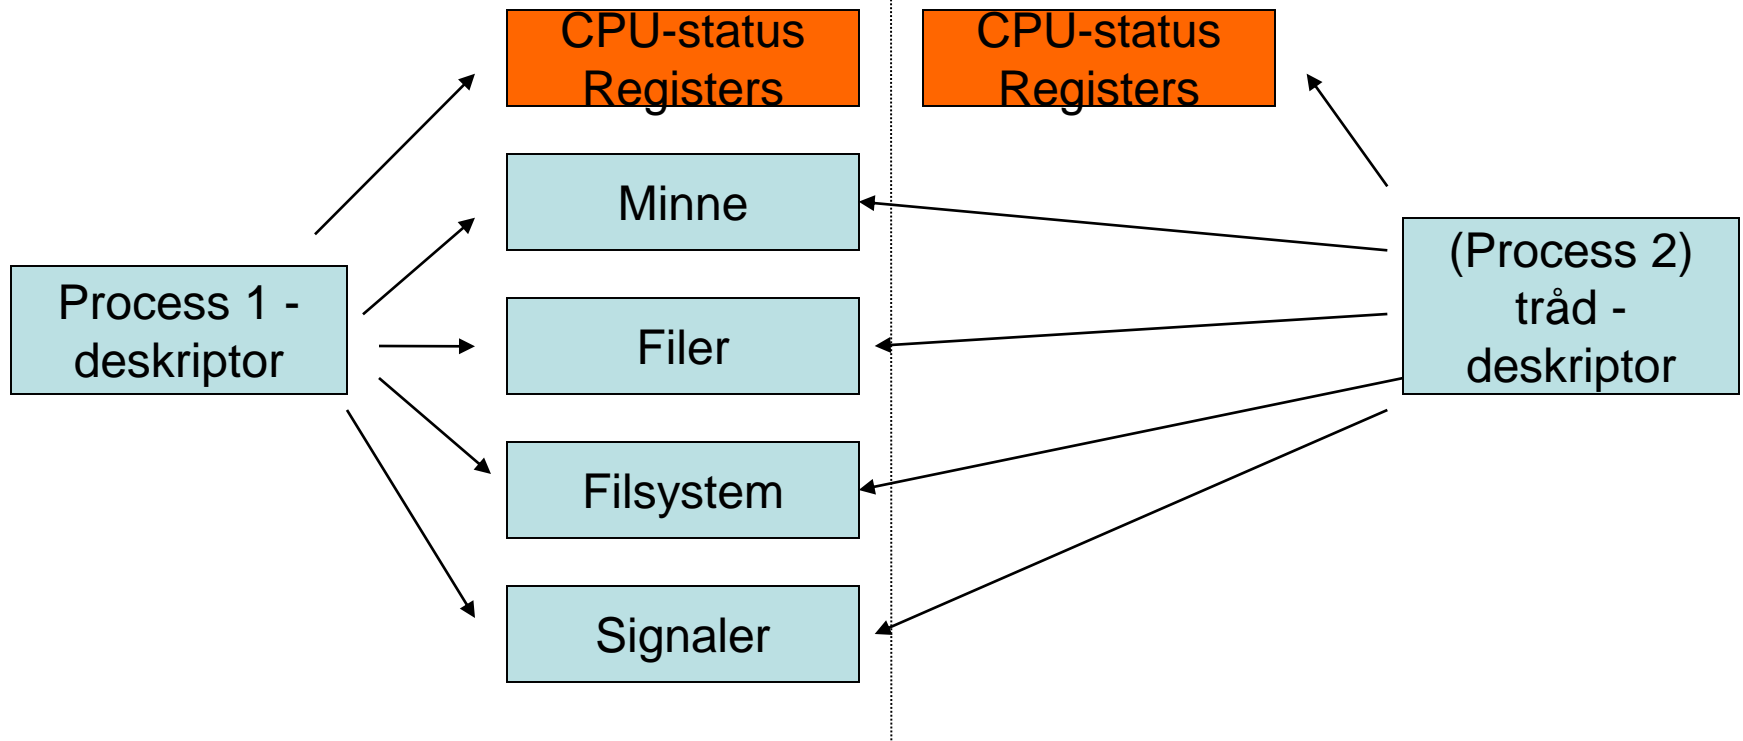 CPU-status
Registers
CPU-status
Registers
Minne
Process 1 -
deskriptor
Filer
(Process 2)
tråd -
deskriptor
Filsystem
Signaler